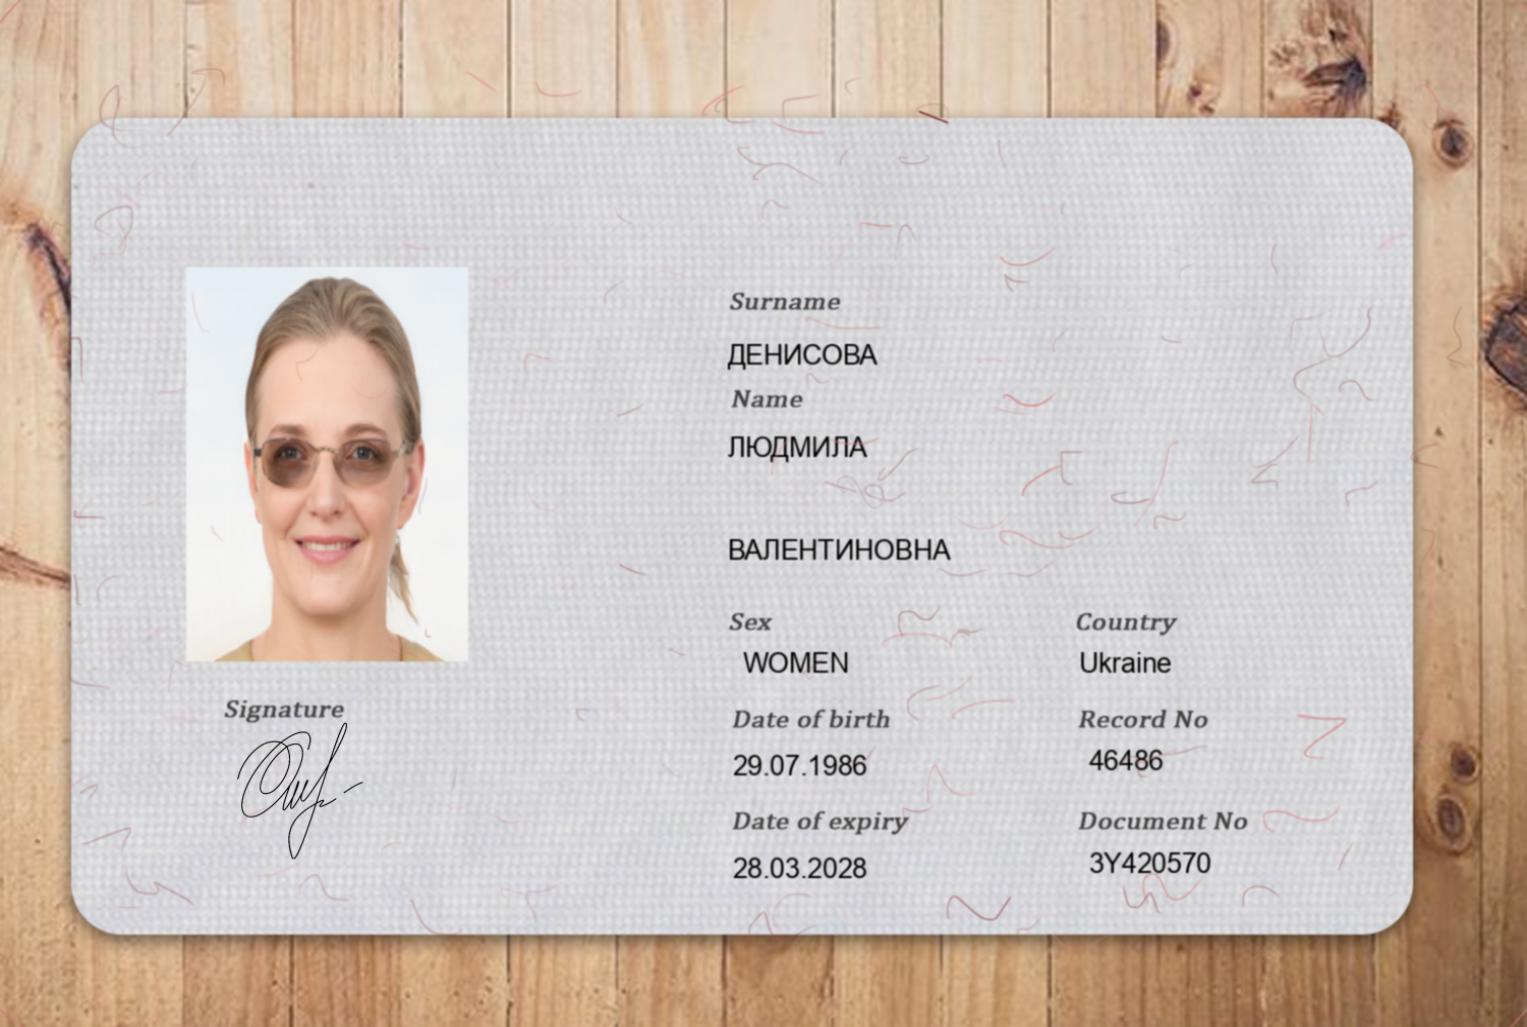 Surname
ДЕНИСОВА
Name
ЛЮДМИЛА
ВАЛЕНТИНОВНА
Sex
Country
WOMEN
Ukraine
Date of birth
Record No
29.07.1986
46486
Date of expiry
Document No
28.03.2028
3Y420570
Signature